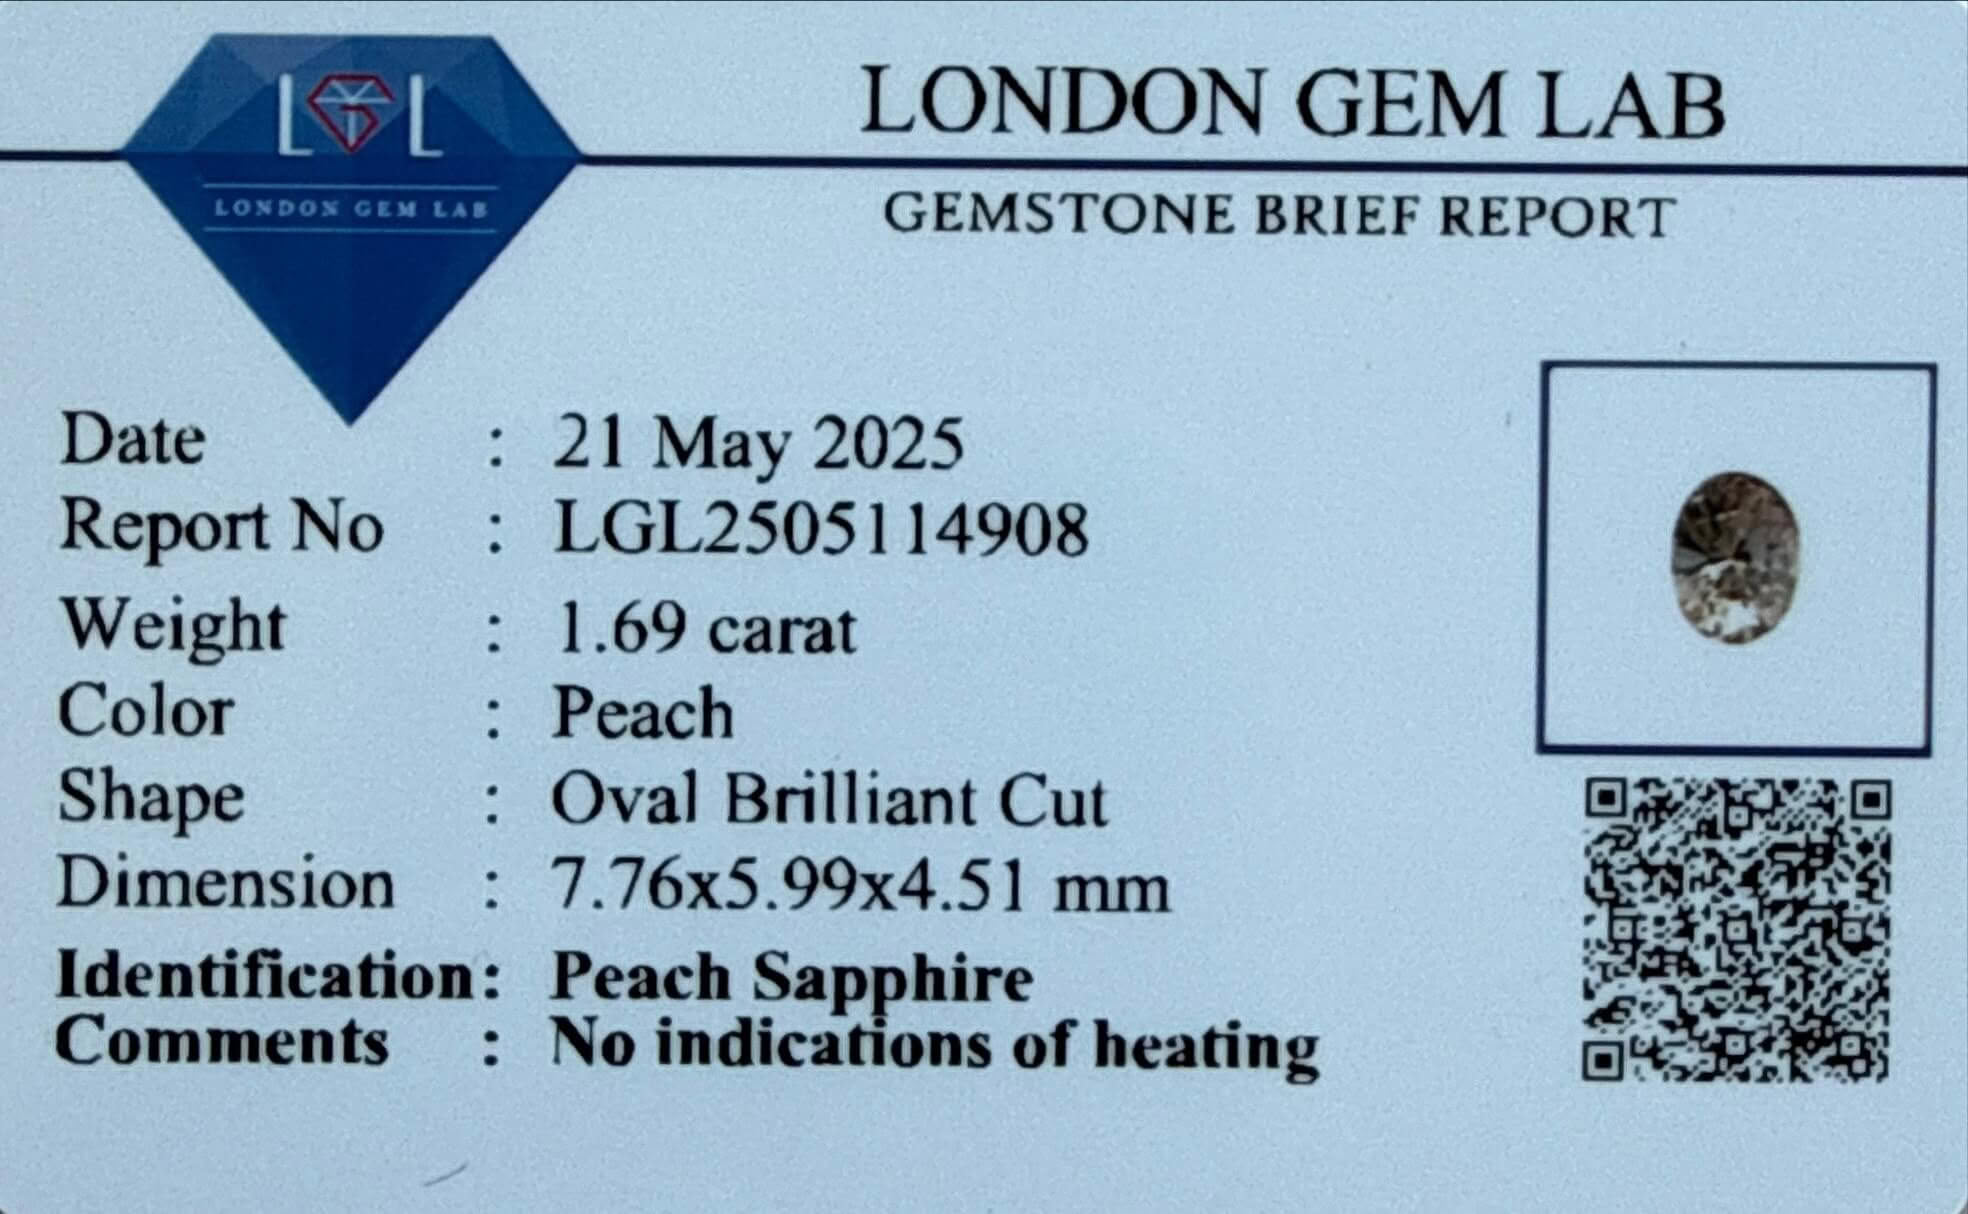 LGL
LONDON GEM LAB
LONDON GEM LAB
GEMSTONE BRIEF REPORT
Date : 21 May 2025
Report No : LGL2505114908
Weight : 1.69 carat
Color : Peach
Shape : Oval Brilliant Cut
Dimension : 7.76x5.99x4.51 mm
Identification: Peach Sapphire
Comments : No indications of heating